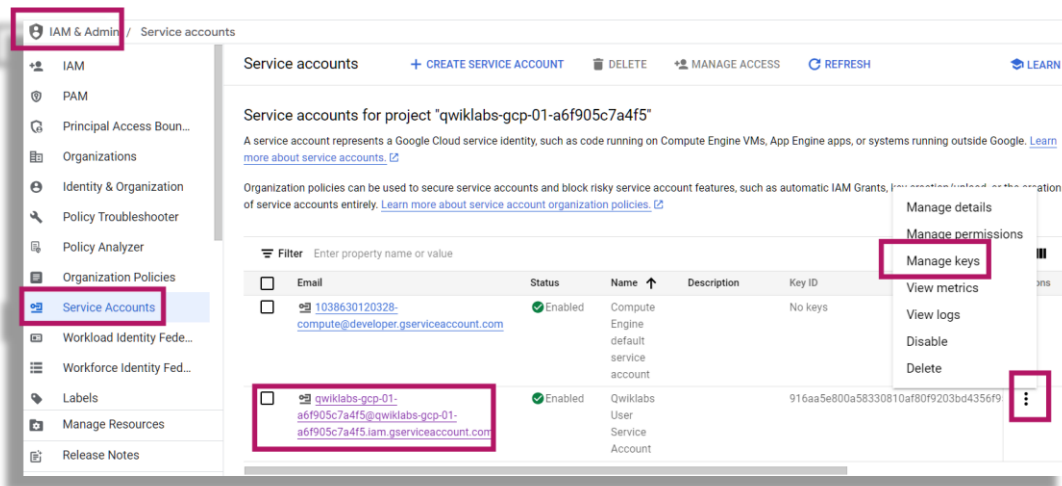 IAM & Admin / Service accounts
IAM
PAM
Principal Access Boun...
Organizations
Identity & Organization
Policy Troubleshooter
Policy Analyzer
Organization Policies
Service Accounts
Workload Identity Fede...
Workforce Identity Fed...
Labels
Manage Resources
Release Notes
Service accounts + CREATE SERVICE ACCOUNT DELETE MANAGE ACCESS REFRESH LEARN
Service accounts for project "qwiklabs-gcp-01-a6f905c7a4f5"
A service account represents a Google Cloud service identity, such as code running on Compute Engine VMs, App Engine apps, or systems running outside Google. Learn
more about service accounts.
Organization policies can be used to secure service accounts and block risky service account features, such as automatic IAM Grants, key creation/upload, or the creation
of service accounts entirely. Learn more about service account organization policies.
Manage details
Manage permissions
Manage keys
View metrics
View logs
Disable
Delete
Filter Enter property name or value
Email Status Name Description Key ID ons
1038630120328-
compute@developer.gserviceaccount.com
Enabled
Compute
Engine
default
service
account
No keys
qwiklabs-gcp-01-
a6f905c7a4f5@qwiklabs-gcp-01-
a6f905c7a4f5.iam.gserviceaccount.com
Enabled
Qwiklabs
User
Service
Account
916aa5e800a58330810af80f9203bd4356f9